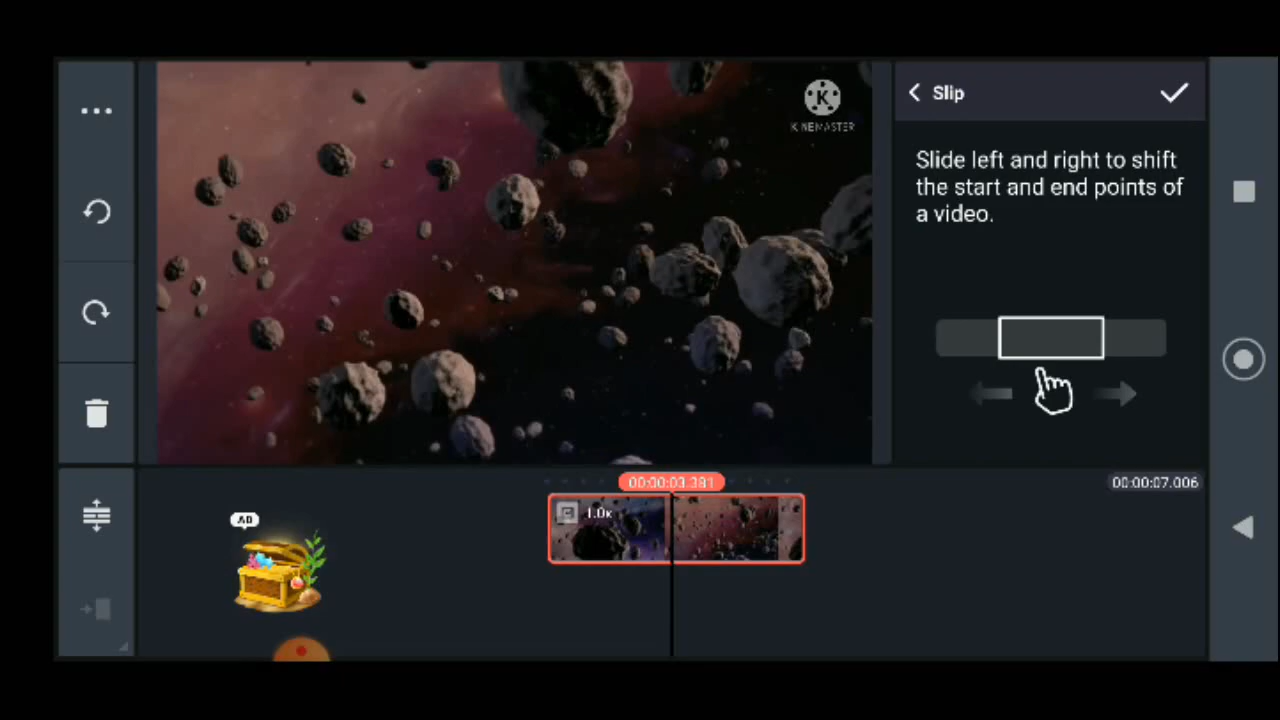 KINEMASTER
Slip
Slide left and right to shift
the start and end points of
a video.
00:00:03.381
00:00:07.006
1.0x
AD